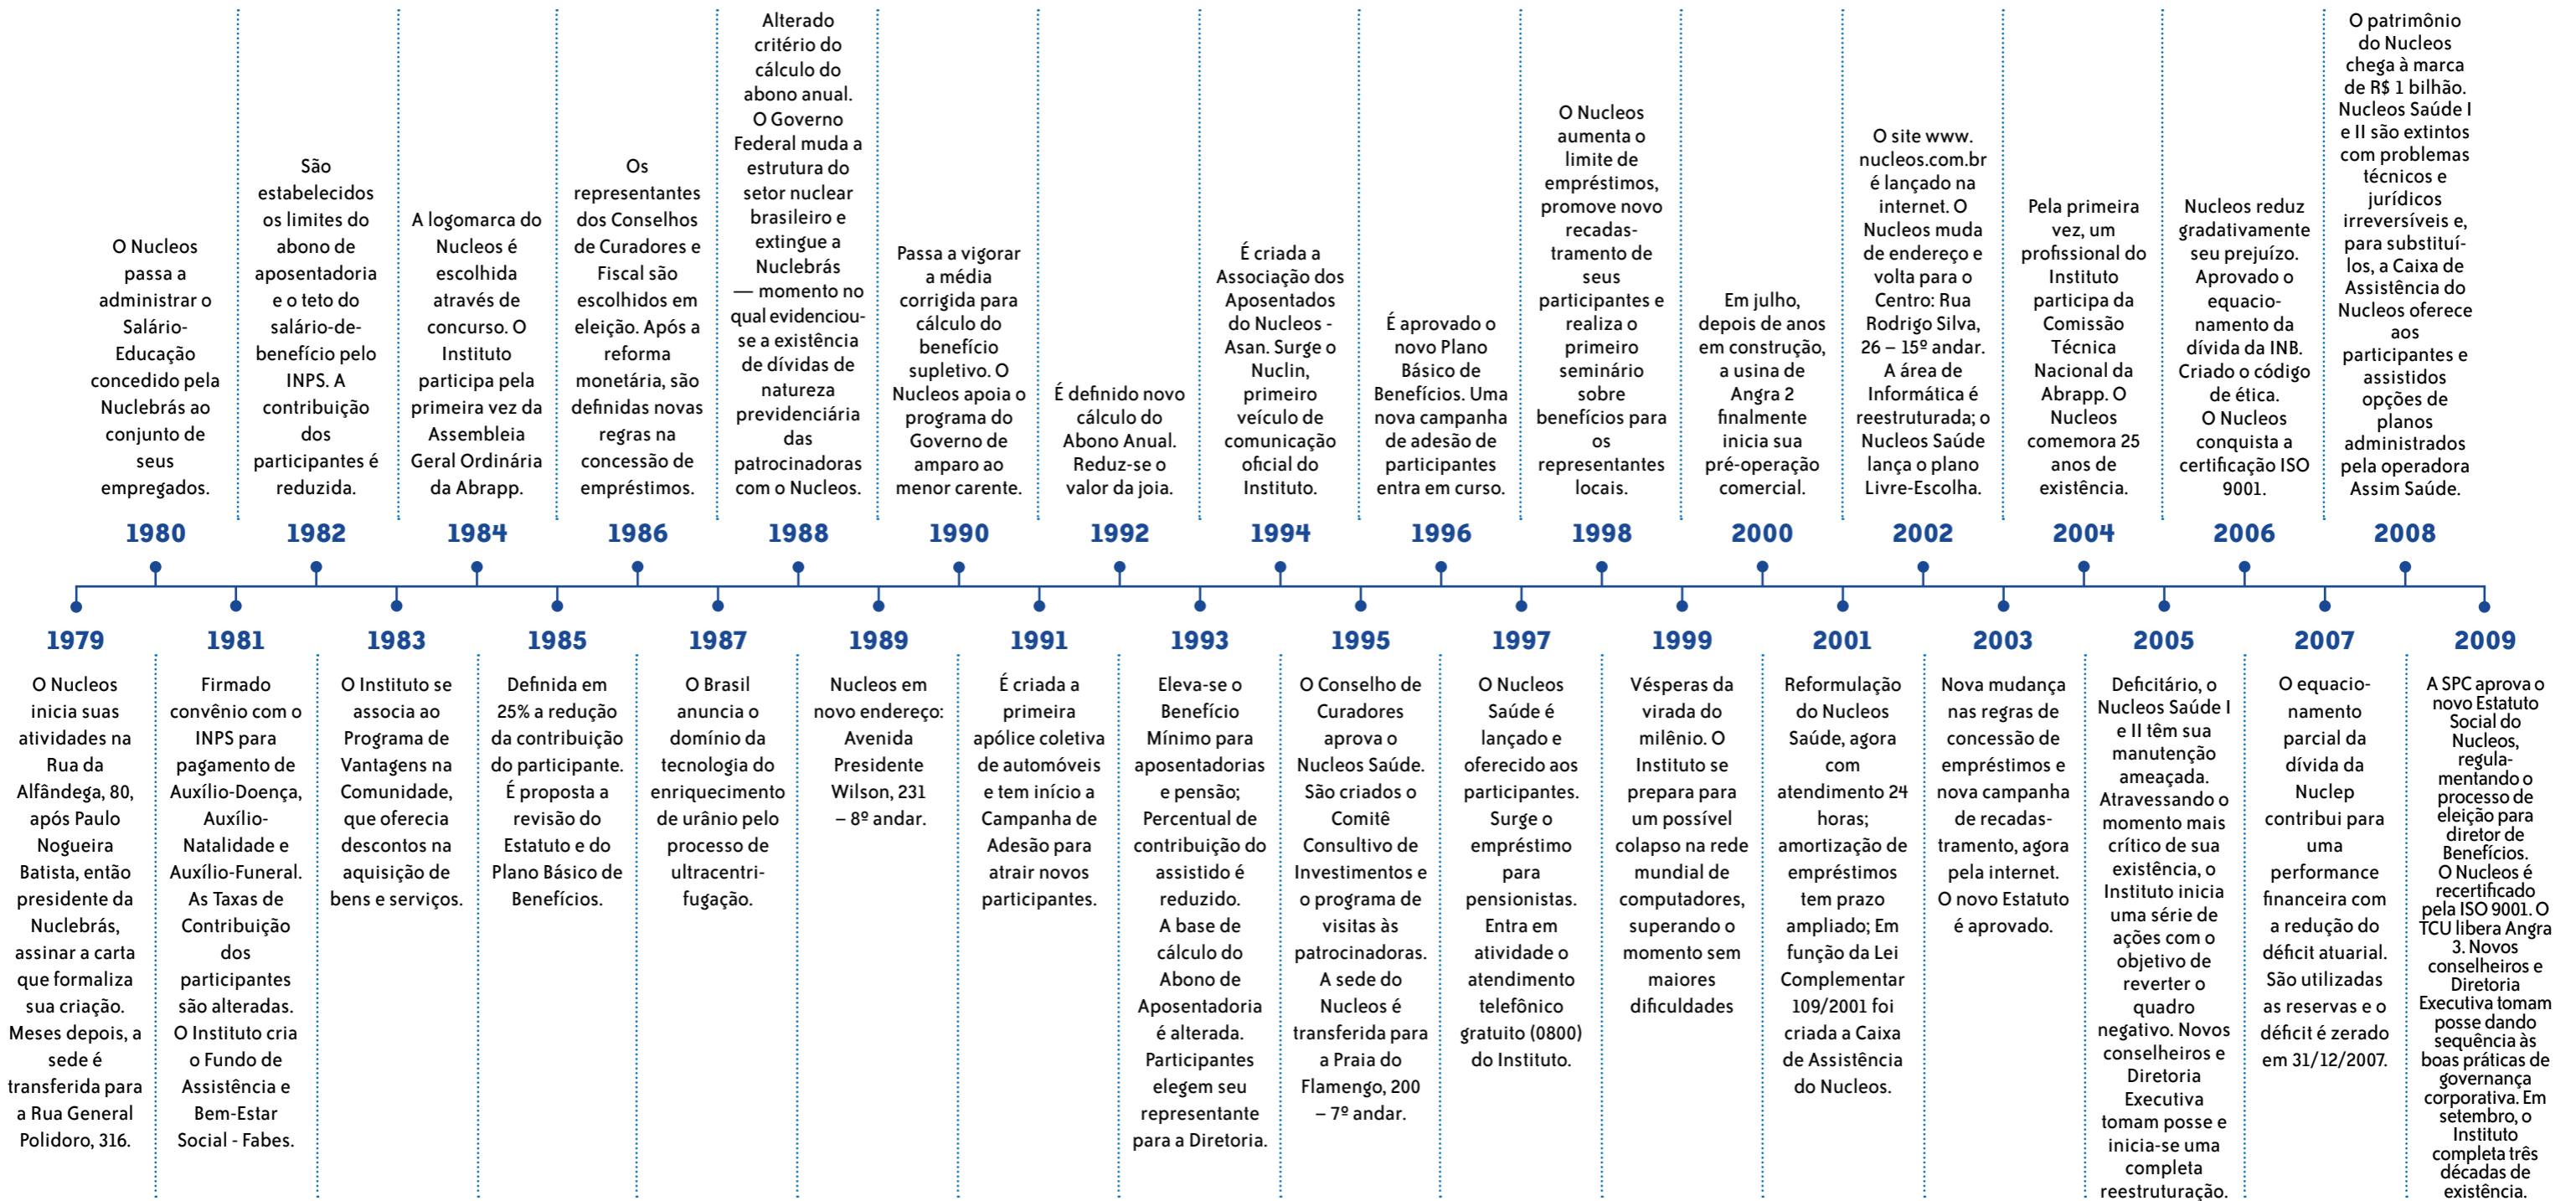 O Nucleos
passa a
administrar o
Salário-
Educação
concedido pela
Nuclebrás ao
conjunto de
seus
empregados.
1980
São
estabelecidos
os limites do
abono de
aposentadoria
e o teto do
salário-de-
benefício pelo
INPS. A
contribuição
dos
participantes é
reduzida.
1982
A logomarca do
Nucleos é
escolhida
através de
concurso. O
Instituto
participa pela
primeira vez da
Assembleia
Geral Ordinária
da Abrapp.
1984
Os
representantes
dos Conselhos
de Curadores e
Fiscal são
escolhidos em
eleição. Após a
reforma
monetária, são
definidas novas
regras na
concessão de
empréstimos.
1986
Alterado
critério do
cálculo do
abono anual.
O Governo
Federal muda a
estrutura do
setor nuclear
brasileiro e
extingue a
Nuclebrás
— momento no
qual evidenciou-
se a existência
de dívidas de
natureza
previdenciária
das
patrocinadoras
com o Nucleos.
1988
Passa a vigorar
a média
corrigida para
cálculo do
benefício
supletivo. O
Nucleos apoia o
programa do
Governo de
amparo ao
menor carente.
1990
É definido novo
cálculo do
Abono Anual.
Reduz-se o
valor da joia.
1992
É criada a
Associação dos
Aposentados
do Nucleos -
Asan. Surge o
Nuclin,
primeiro
veículo de
comunicação
oficial do
Instituto.
1994
É aprovado o
novo Plano
Básico de
Benefícios. Uma
nova campanha
de adesão de
participantes
entra em curso.
1996
O Nucleos
aumenta o
limite de
empréstimos,
promove novo
recadas-
tramento de
seus
participantes e
realiza o
primeiro
seminário
sobre
benefícios para
os
representantes
locais.
1998
Em julho,
depois de anos
em construção,
a usina de
Angra 2
finalmente
inicia sua
pré-operação
comercial.
2000
O site www.
nucleos.com.br
é lançado na
internet. O
Nucleos muda
de endereço e
volta para o
Centro: Rua
Rodrigo Silva,
26 – 15º andar.
A área de
Informática é
reestruturada; o
Nucleos Saúde
lança o plano
Livre-Escolha.
2002
Pela primeira
vez, um
profissional do
Instituto
participa da
Comissão
Técnica
Nacional da
Abrapp. O
Nucleos
comemora 25
anos de
existência.
2004
Nucleos reduz
gradativamente
seu prejuízo.
Aprovado o
equacio-
namento da
dívida da INB.
Criado o código
de ética.
O Nucleos
conquista a
certificação ISO
9001.
2006
O patrimônio
do Nucleos
chega à marca
de R$ 1 bilhão.
Nucleos Saúde I
e II são extintos
com problemas
técnicos e
jurídicos
irreversíveis e,
para substituí-
los, a Caixa de
Assistência do
Nucleos oferece
aos
participantes e
assistidos
opções de
planos
administrados
pela operadora
Assim Saúde.
2008
1979
O Nucleos
inicia suas
atividades na
Rua da
Alfândega, 80,
após Paulo
Nogueira
Batista, então
presidente da
Nuclebrás,
assinar a carta
que formaliza
sua criação.
Meses depois, a
sede é
transferida para
a Rua General
Polidoro, 316.
1981
Firmado
convênio com o
INPS para
pagamento de
Auxílio-Doença,
Auxílio-
Natalidade e
Auxílio-Funeral.
As Taxas de
Contribuição
dos
participantes
são alteradas.
O Instituto cria
o Fundo de
Assistência e
Bem-Estar
Social - Fabes.
1983
O Instituto se
associa ao
Programa de
Vantagens na
Comunidade,
que oferecia
descontos na
aquisição de
bens e serviços.
1985
Definida em
25% a redução
da contribuição
do participante.
É proposta a
revisão do
Estatuto e do
Plano Básico de
Benefícios.
1987
O Brasil
anuncia o
domínio da
tecnologia do
enriquecimento
de urânio pelo
processo de
ultracentri-
fugação.
1989
Nucleos em
novo endereço:
Avenida
Presidente
Wilson, 231
– 8º andar.
1991
É criada a
primeira
apólice coletiva
de automóveis
e tem início a
Campanha de
Adesão para
atrair novos
participantes.
1993
Eleva-se o
Benefício
Mínimo para
aposentadorias
e pensão;
Percentual de
contribuição do
assistido é
reduzido.
A base de
cálculo do
Abono de
Aposentadoria
é alterada.
Participantes
elegem seu
representante
para a Diretoria.
1995
O Conselho de
Curadores
aprova o
Nucleos Saúde.
São criados o
Comitê
Consultivo de
Investimentos e
o programa de
visitas às
patrocinadoras.
A sede do
Nucleos é
transferida para
a Praia do
Flamengo, 200
– 7º andar.
1997
O Nucleos
Saúde é
lançado e
oferecido aos
participantes.
Surge o
empréstimo
para
pensionistas.
Entra em
atividade o
atendimento
telefônico
gratuito (0800)
do Instituto.
1999
Vésperas da
virada do
milênio. O
Instituto se
prepara para
um possível
colapso na rede
mundial de
computadores,
superando o
momento sem
maiores
dificuldades
2001
Reformulação
do Nucleos
Saúde, agora
com
atendimento 24
horas;
amortização de
empréstimos
tem prazo
ampliado; Em
função da Lei
Complementar
109/2001 foi
criada a Caixa
de Assistência
do Nucleos.
2003
Nova mudança
nas regras de
concessão de
empréstimos e
nova campanha
de recadas-
tramento, agora
pela internet.
O novo Estatuto
é aprovado.
2005
Deficitário, o
Nucleos Saúde I
e II têm sua
manutenção
ameaçada.
Atravessando o
momento mais
crítico de sua
existência, o
Instituto inicia
uma série de
ações com o
objetivo de
reverter o
quadro
negativo. Novos
conselheiros e
Diretoria
Executiva
tomam posse e
inicia-se uma
completa
reestruturação.
2007
O equacio-
namento
parcial da
dívida da
Nuclep
contribui para
uma
performance
financeira com
a redução do
déficit atuarial.
São utilizadas
as reservas e o
déficit é zerado
em 31/12/2007.
2009
A SPC aprova o
novo Estatuto
Social do
Nucleos,
regula-
mentando o
processo de
eleição para
diretor de
Benefícios.
O Nucleos é
recertificado
pela ISO 9001. O
TCU libera Angra
3. Novos
conselheiros e
Diretoria
Executiva tomam
posse dando
sequência às
boas práticas de
governança
corporativa. Em
setembro, o
Instituto
completa três
décadas de
existência.